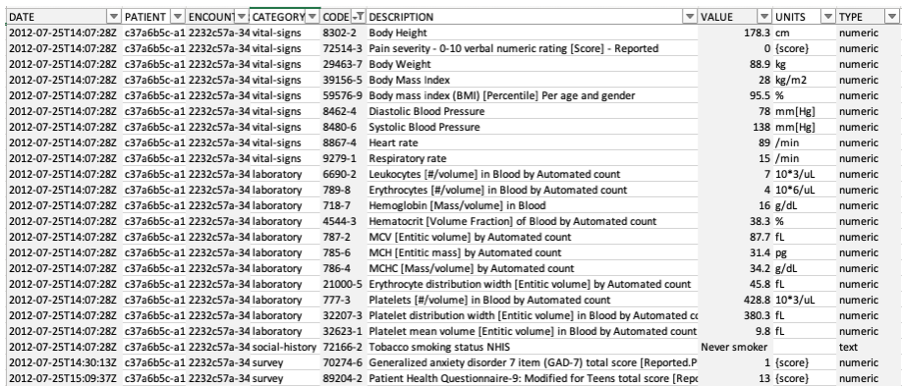 DATE PATIENT ENCOUNT CATEGORY CODE DESCRIPTION VALUE UNITS TYPE
2012-07-25T14:07:28Z c37a6b5c-a1 2232c57a-34 vital-signs 8302-2 Body Height 178.3 cm numeric
2012-07-25T14:07:28Z c37a6b5c-a1 2232c57a-34 vital-signs 72514-3 Pain severity - 0-10 verbal numeric rating [Score] - Reported 0 {score} numeric
2012-07-25T14:07:28Z c37a6b5c-a1 2232c57a-34 vital-signs 29463-7 Body Weight 88.9 kg numeric
2012-07-25T14:07:28Z c37a6b5c-a1 2232c57a-34 vital-signs 39156-5 Body Mass Index 28 kg/m2 numeric
2012-07-25T14:07:28Z c37a6b5c-a1 2232c57a-34 vital-signs 59576-9 Body mass index (BMI) [Percentile] Per age and gender 95.5 % numeric
2012-07-25T14:07:28Z c37a6b5c-a1 2232c57a-34 vital-signs 8462-4 Diastolic Blood Pressure 78 mm[Hg] numeric
2012-07-25T14:07:28Z c37a6b5c-a1 2232c57a-34 vital-signs 8480-6 Systolic Blood Pressure 138 mm[Hg] numeric
2012-07-25T14:07:28Z c37a6b5c-a1 2232c57a-34 vital-signs 8867-4 Heart rate 89 /min numeric
2012-07-25T14:07:28Z c37a6b5c-a1 2232c57a-34 vital-signs 9279-1 Respiratory rate 15 /min numeric
2012-07-25T14:07:28Z c37a6b5c-a1 2232c57a-34 laboratory 6690-2 Leukocytes [#/volume] in Blood by Automated count 7 10*3/uL numeric
2012-07-25T14:07:28Z c37a6b5c-a1 2232c57a-34 laboratory 789-8 Erythrocytes [#/volume] in Blood by Automated count 4 10*6/uL numeric
2012-07-25T14:07:28Z c37a6b5c-a1 2232c57a-34 laboratory 718-7 Hemoglobin [Mass/volume] in Blood 16 g/dL numeric
2012-07-25T14:07:28Z c37a6b5c-a1 2232c57a-34 laboratory 4544-3 Hematocrit [Volume Fraction] of Blood by Automated count 38.3 % numeric
2012-07-25T14:07:28Z c37a6b5c-a1 2232c57a-34 laboratory 787-2 MCV [Entitic volume] by Automated count 87.7 fL numeric
2012-07-25T14:07:28Z c37a6b5c-a1 2232c57a-34 laboratory 785-6 MCH [Entitic mass] by Automated count 31.4 pg numeric
2012-07-25T14:07:28Z c37a6b5c-a1 2232c57a-34 laboratory 786-4 MCHC [Mass/volume] by Automated count 34.2 g/dL numeric
2012-07-25T14:07:28Z c37a6b5c-a1 2232c57a-34 laboratory 21000-5 Erythrocyte distribution width [Entitic volume] by Automated count 45.8 fL numeric
2012-07-25T14:07:28Z c37a6b5c-a1 2232c57a-34 laboratory 777-3 Platelets [#/volume] in Blood by Automated count 428.8 10*3/uL numeric
2012-07-25T14:07:28Z c37a6b5c-a1 2232c57a-34 laboratory 32207-3 Platelet distribution width [Entitic volume] in Blood by Automated cc 380.3 fL numeric
2012-07-25T14:07:28Z c37a6b5c-a1 2232c57a-34 laboratory 32623-1 Platelet mean volume [Entitic volume] in Blood by Automated count 9.8 fL numeric
2012-07-25T14:07:28Z c37a6b5c-a1 2232c57a-34 social-history 72166-2 Tobacco smoking status NHIS Never smoker text
2012-07-25T14:30:13Z c37a6b5c-a1 2232c57a-34 survey 70274-6 Generalized anxiety disorder 7 item (GAD-7) total score [Reported.P 1 {score} numeric
2012-07-25T15:09:37Z c37a6b5c-a1 2232c57a-34 survey 89204-2 Patient Health Questionnaire-9: Modified for Teens total score [Repc 13 {score} numeric